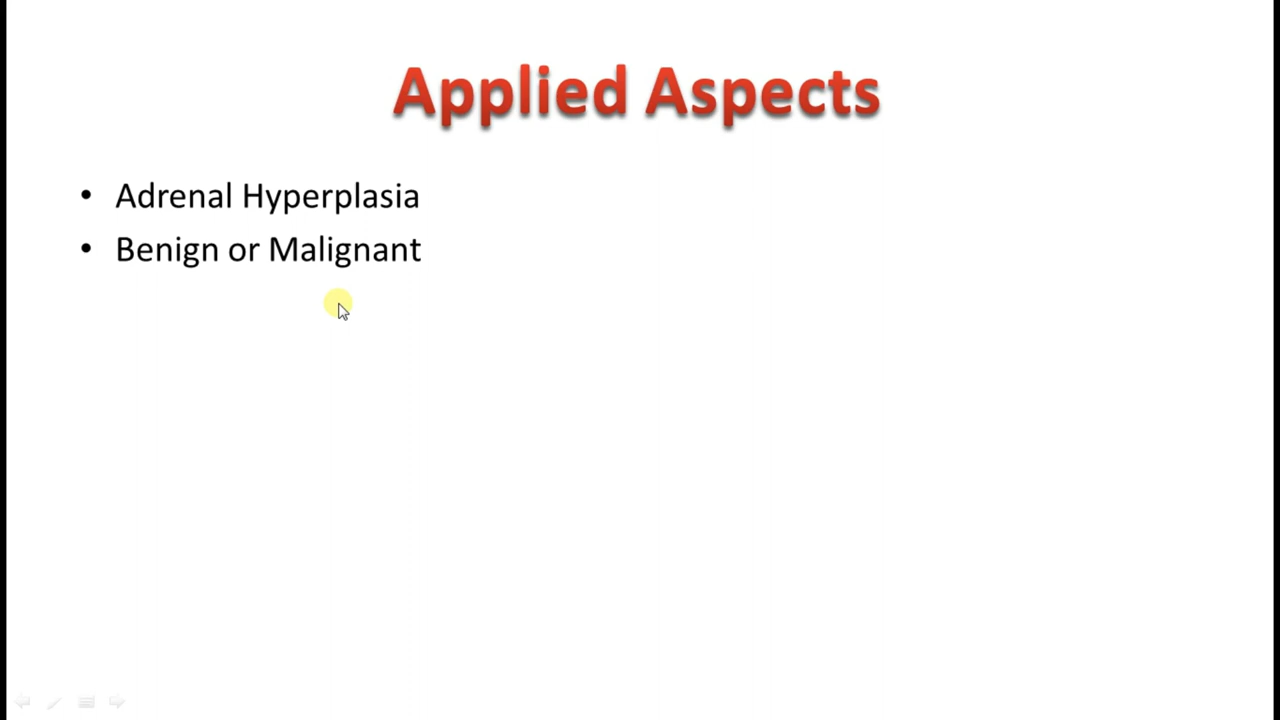 Applied Aspects
• Adrenal Hyperplasia
• Benign or Malignant